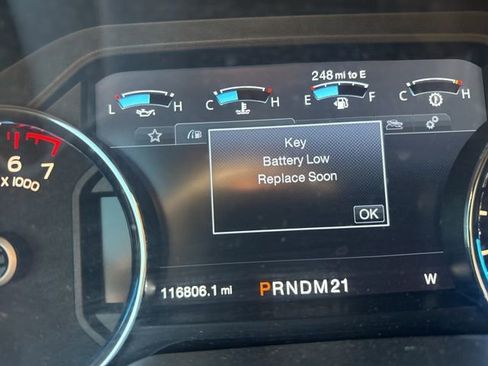 248 mi to E
L H
C H
E F
C H
6 7
X 1000
Key
Battery Low
Replace Soon
OK
116806.1 mi
PRNDM21
W